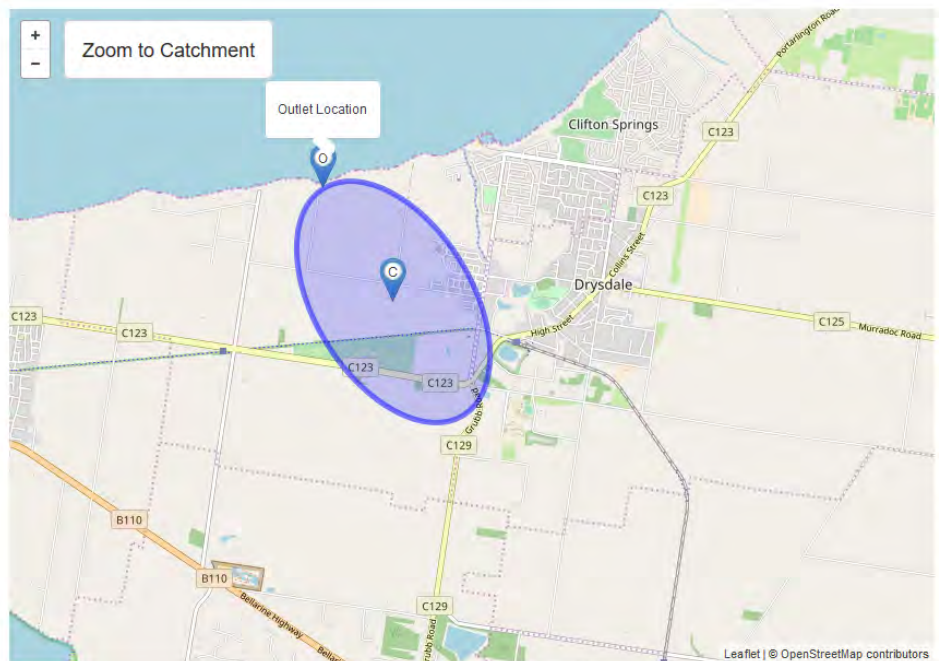 +
Zoom to Catchment
−
Portarlington Road
Outlet Location
O
Clifton Springs
C123
C123
C
Collins Street
Drysdale
C123
C123
High Street
C125
Murradoc Road
C123
C123
Grubb Road
C129
B110
B110
Bellarine Highway
C129
Grubb Road
Leaflet | © OpenStreetMap contributors